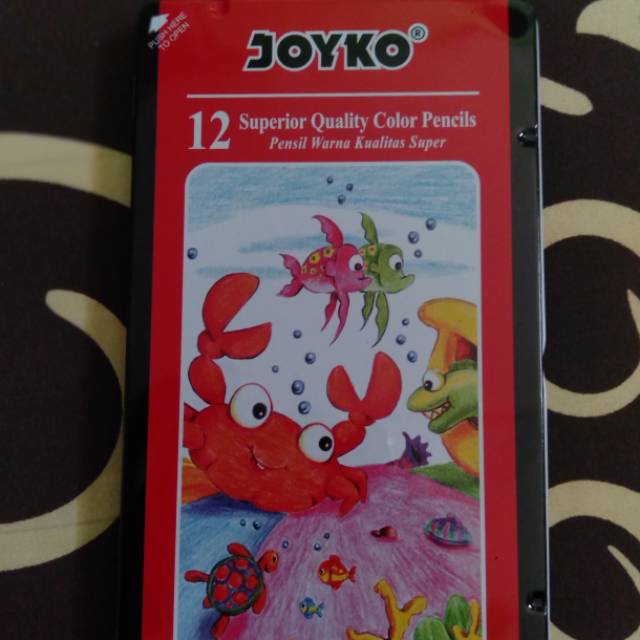 PUSH HERE
TO OPEN
JOYKO®
12 Superior Quality Color Pencils
Pensil Warna Kualitas Super